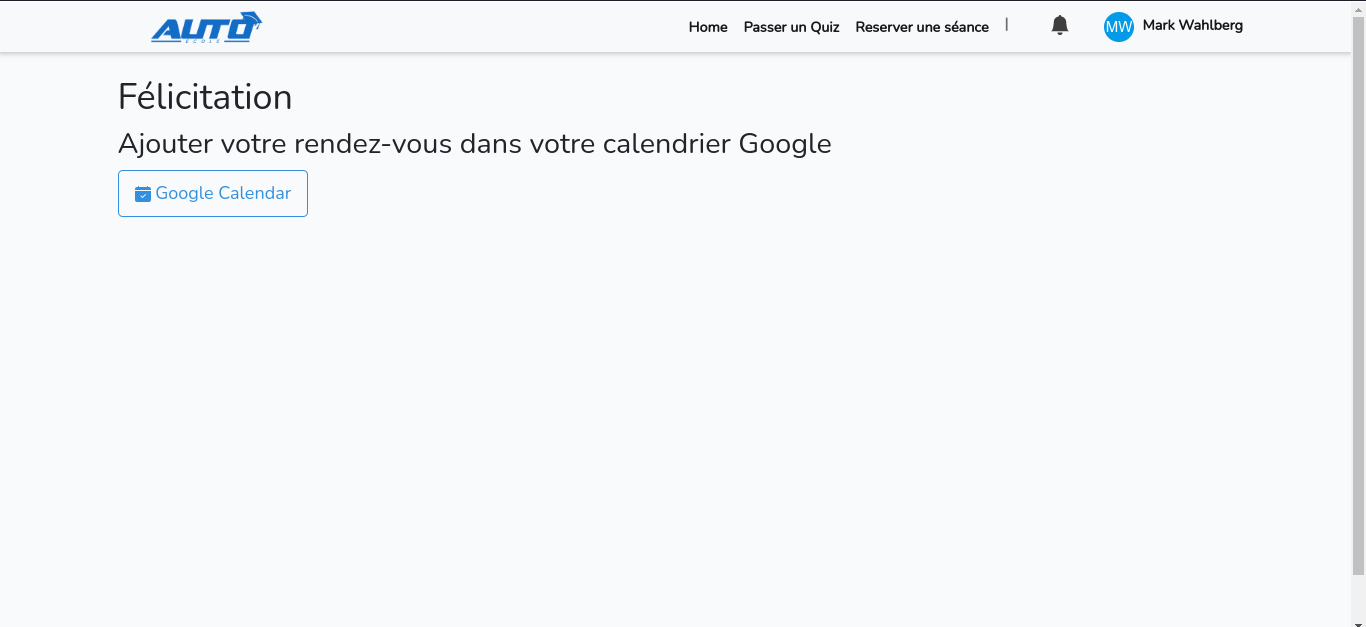 AUTO
ECOLE
Home Passer un Quiz Reserver une séance |
MW Mark Wahlberg
Félicitation
Ajouter votre rendez-vous dans votre calendrier Google
Google Calendar